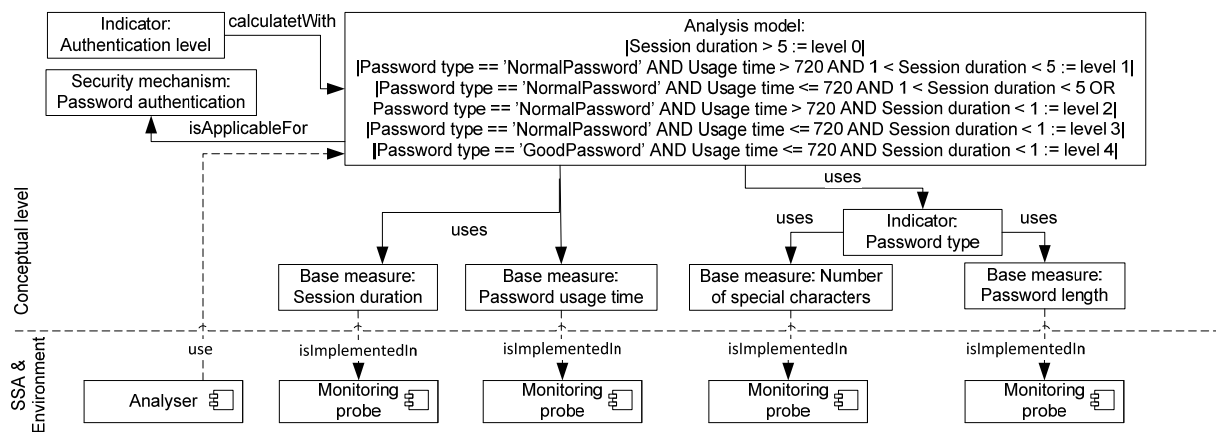 Indicator:
Authentication level
calculatetWith
Security mechanism:
Password authentication
isApplicableFor
Analysis model:
|Session duration > 5 := level 0|
|Password type == 'NormalPassword' AND Usage time > 720 AND 1 < Session duration < 5 := level 1|
|Password type == 'NormalPassword' AND Usage time <= 720 AND 1 < Session duration < 5 OR
Password type == 'NormalPassword' AND Usage time > 720 AND Session duration < 1 := level 2|
|Password type == 'NormalPassword' AND Usage time <= 720 AND Session duration < 1 := level 3|
|Password type == 'GoodPassword' AND Usage time <= 720 AND Session duration < 1 := level 4|
Conceptual level
uses
uses
Indicator:
Password type
uses
uses
Base measure:
Session duration
Base measure:
Password usage time
Base measure: Number
of special characters
Base measure:
Password length
SSA &
Environment
use
isImplementedIn
isImplementedIn
isImplementedIn
isImplementedIn
Analyser
Monitoring
probe
Monitoring
probe
Monitoring
probe
Monitoring
probe